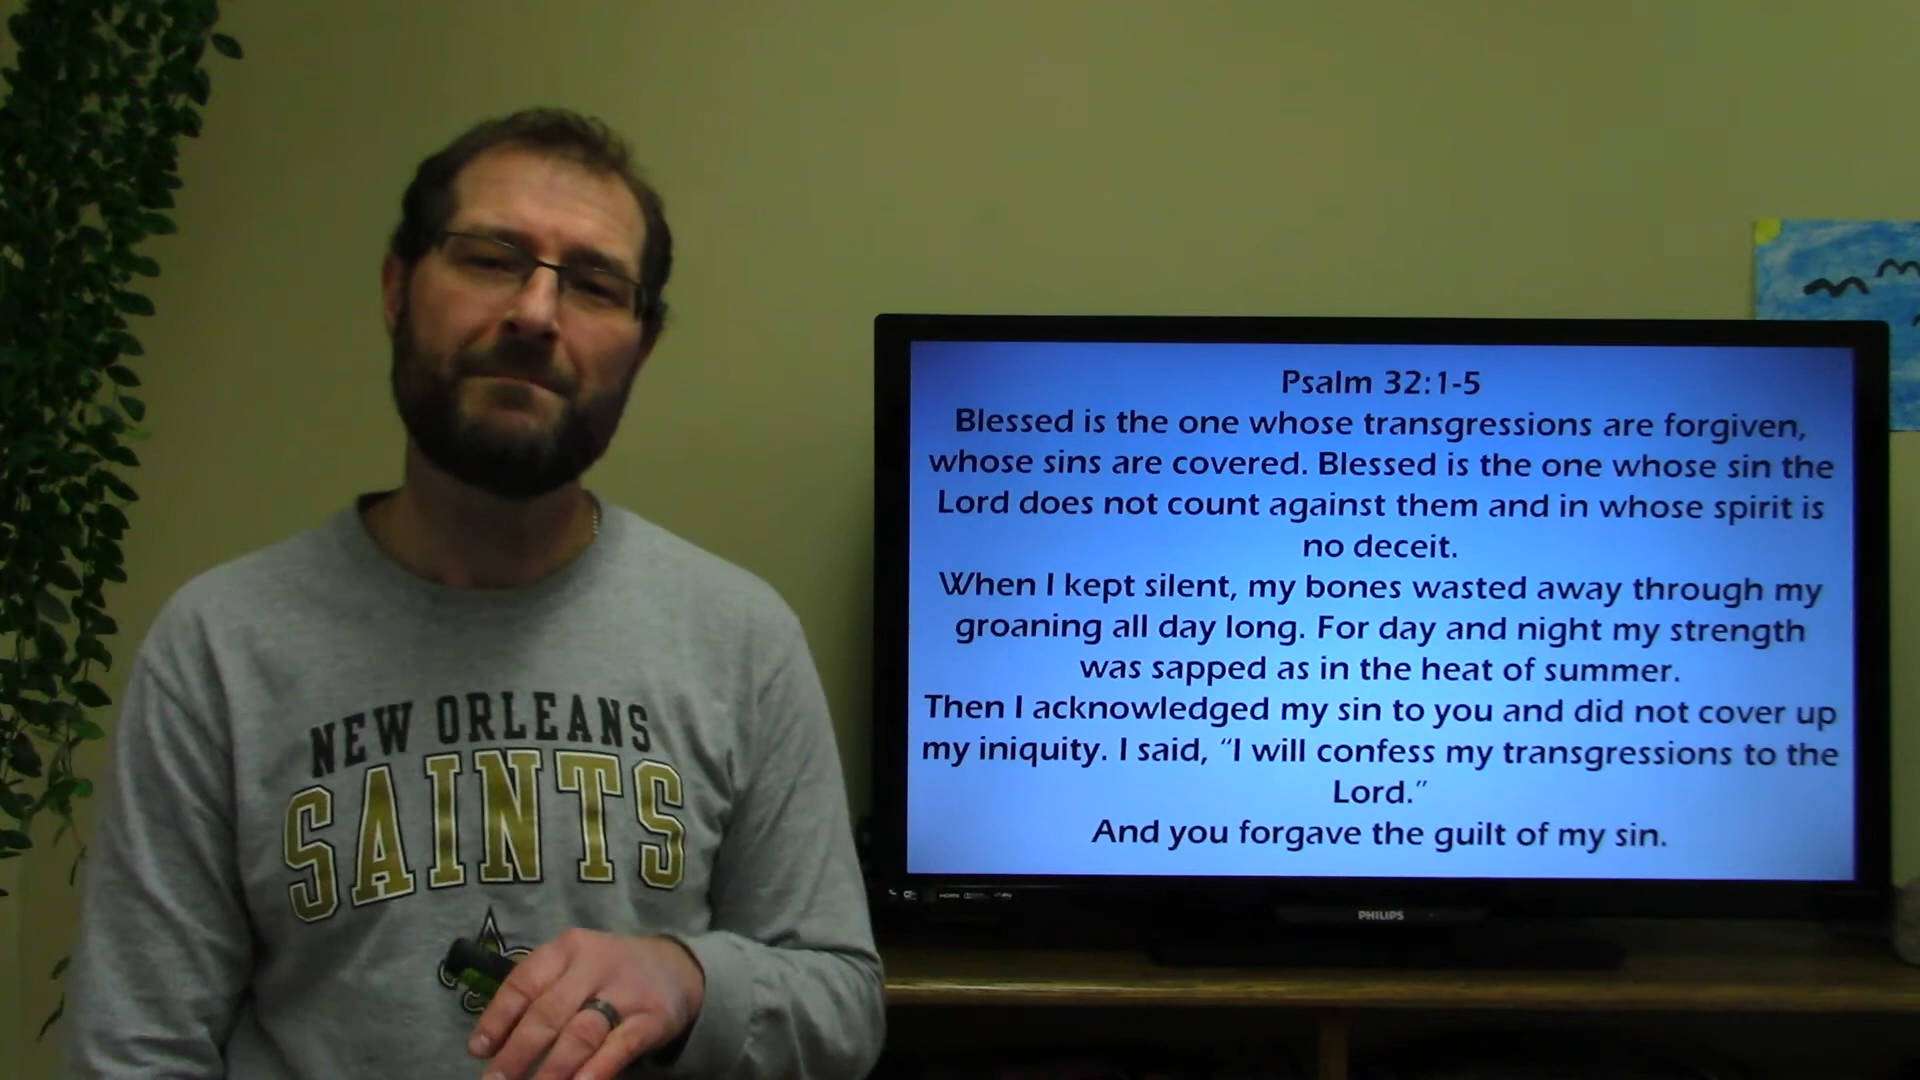 NEW ORLEANS
SAINTS
Psalm 32:1-5
Blessed is the one whose transgressions are forgiven,
whose sins are covered. Blessed is the one whose sin the
Lord does not count against them and in whose spirit is
no deceit.
When I kept silent, my bones wasted away through my
groaning all day long. For day and night my strength
was sapped as in the heat of summer.
Then I acknowledged my sin to you and did not cover up
my iniquity. I said, “I will confess my transgressions to the
Lord.”
And you forgave the guilt of my sin.
PHILIPS